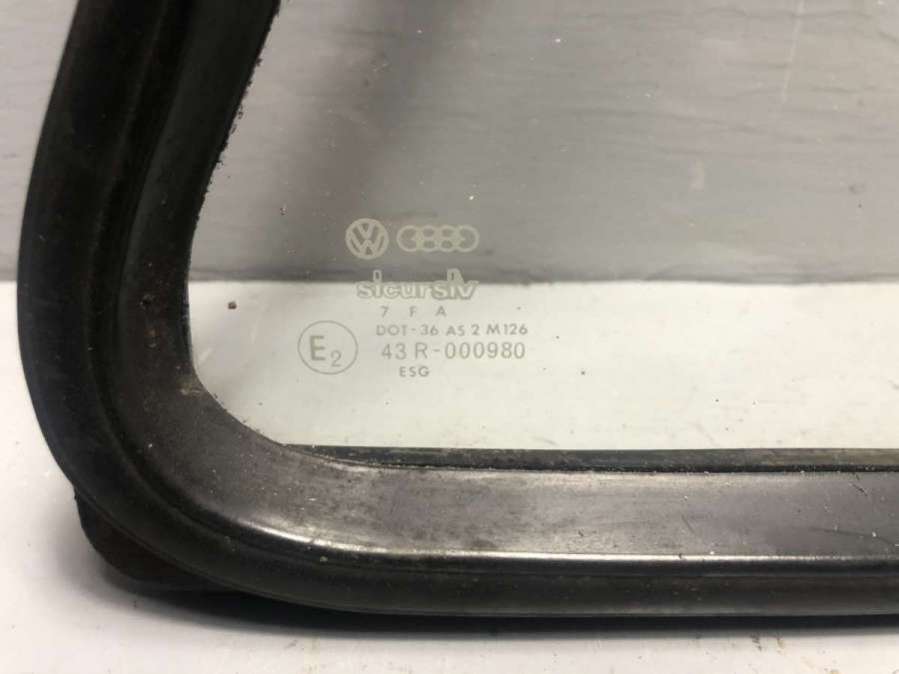 sicursiv
7 F A
DOT-36 AS 2 M126
E2
43 R-000980
ESG